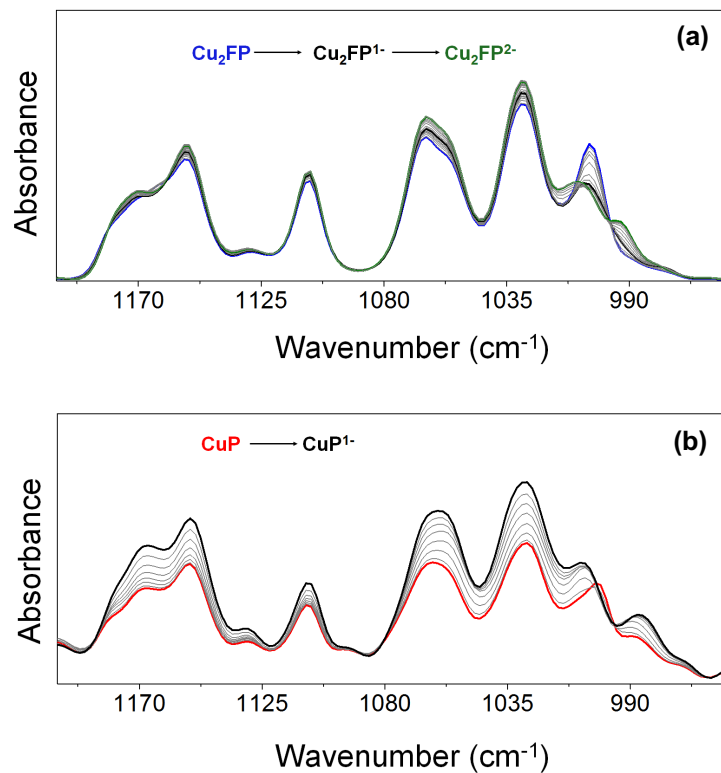 (a)
Cu₂FP → Cu₂FP¹⁻ → Cu₂FP²⁻
Absorbance
1170 1125 1080 1035 990
Wavenumber (cm⁻¹)
(b)
CuP → CuP¹⁻
Absorbance
1170 1125 1080 1035 990
Wavenumber (cm⁻¹)